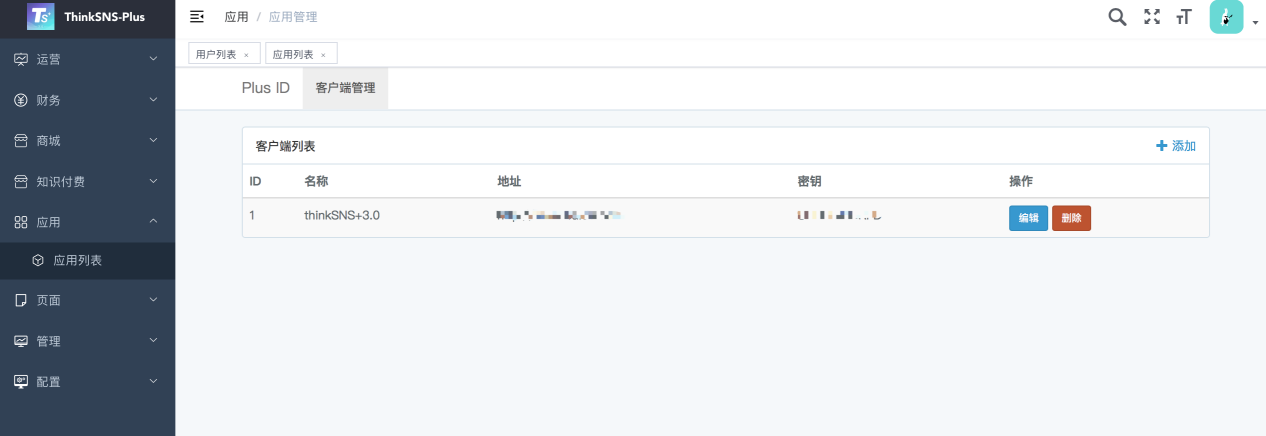 TS+
ThinkSNS-Plus
应用 / 应用管理
TT
运营
用户列表 × 应用列表 ×
Plus ID 客户端管理
财务
商城
客户端列表 添加
知识付费
ID 名称 地址 密钥 操作
应用
1 thinkSNS+3.0 编辑 删除
应用列表
页面
管理
配置